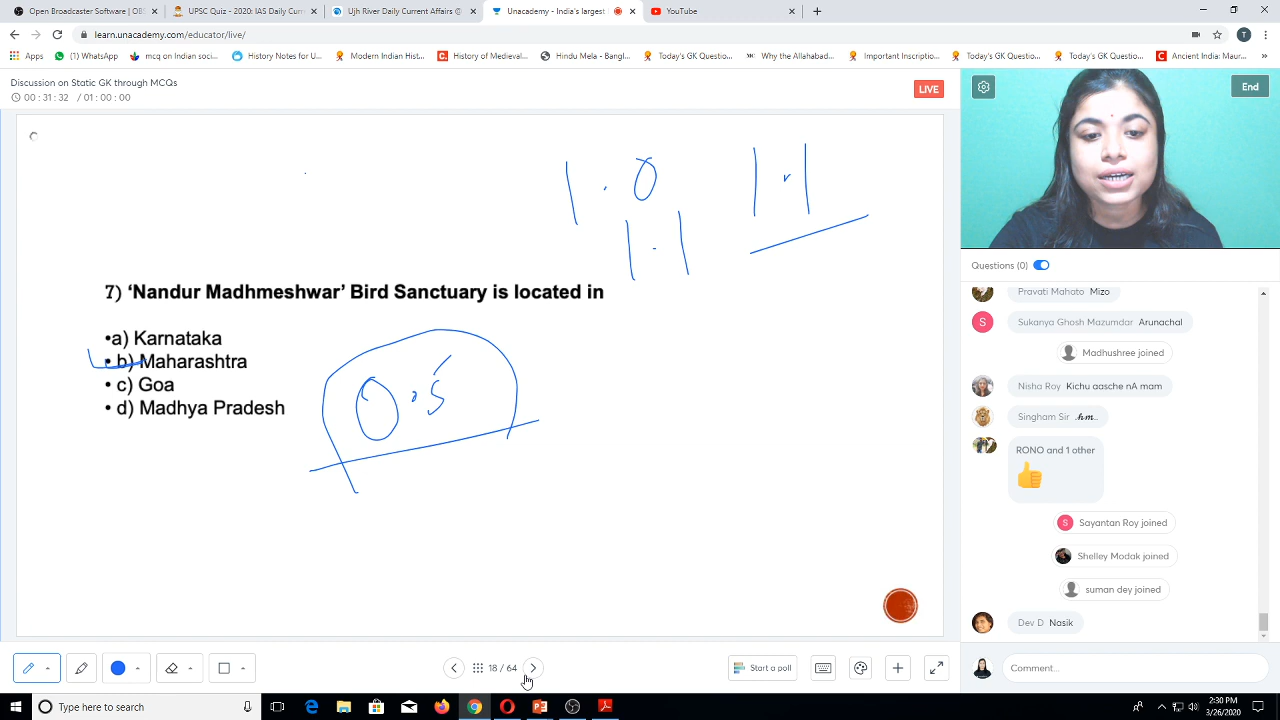 Open Broadcaster Software | OBS
UPSC Quiz - 2020: IAS Daily Curr
Ujh River Daily Current Affairs @
Unacademy - India's largest
YouTube
learn.unacademy.com/educator/live/
Apps
(1) WhatsApp
mcq on indian soci...
History Notes for U...
Modern Indian Hist...
History of Medieval...
Hindu Mela - Bangl...
Today's GK Questio...
Why the Allahabad...
Important Inscriptio...
Today's GK Questio...
Today's GK Questio...
Ancient India: Maur...
Discussion on Static GK through MCQs
00 : 31 : 32 / 01 : 00 : 00
LIVE
End
1.0
1.1
1.1
7) ‘Nandur Madhmeshwar’ Bird Sanctuary is located in
•a) Karnataka
• b) Maharashtra
• c) Goa
• d) Madhya Pradesh
0.5
Questions (0)
Pravati Mahato Mizo
S Sukanya Ghosh Mazumdar Arunachal
Madhushree joined
Nisha Roy Kichu aasche nA mam
Singham Sir 𝒽𝓂..
RONO and 1 other
👍
S Sayantan Roy joined
Shelley Modak joined
suman dey joined
Dev D Nasik
18 / 64
Start a poll
Comment...
Type here to search
2:30 PM
3/26/2020